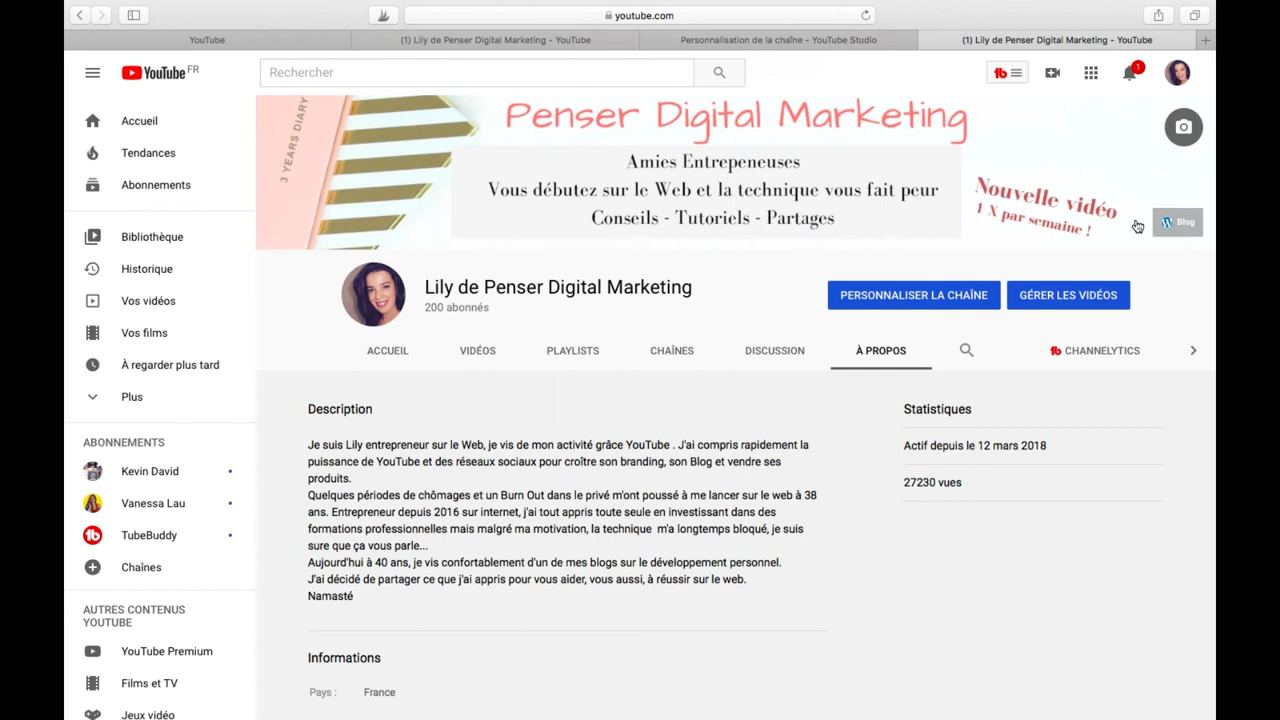 youtube.com
YouTube
(1) Lily de Penser Digital Marketing - YouTube
Personnalisation de la chaîne - YouTube Studio
(1) Lily de Penser Digital Marketing - YouTube
YouTube FR
Rechercher
1
3 YEARS DIARY
Penser Digital Marketing
Amies Entrepeneuses
Vous débutez sur le Web et la technique vous fait peur
Conseils - Tutoriels - Partages
Nouvelle vidéo
1 X par semaine !
Blog
Accueil
Tendances
Abonnements
Bibliothèque
Historique
Vos vidéos
Vos films
À regarder plus tard
Plus
ABONNEMENTS
Kevin David
Vanessa Lau
TubeBuddy
Chaînes
AUTRES CONTENUS
YOUTUBE
YouTube Premium
Films et TV
Jeux vidéo
Lily de Penser Digital Marketing
200 abonnés
PERSONNALISER LA CHAÎNE
GÉRER LES VIDÉOS
ACCUEIL
VIDÉOS
PLAYLISTS
CHAÎNES
DISCUSSION
À PROPOS
CHANNELYTICS
Description
Je suis Lily entrepreneur sur le Web, je vis de mon activité grâce YouTube . J'ai compris rapidement la
puissance de YouTube et des réseaux sociaux pour croître son branding, son Blog et vendre ses
produits.
Quelques périodes de chômages et un Burn Out dans le privé m'ont poussé à me lancer sur le web à 38
ans. Entrepreneur depuis 2016 sur internet, j'ai tout appris toute seule en investissant dans des
formations professionnelles mais malgré ma motivation, la technique m'a longtemps bloqué, je suis
sure que ça vous parle...
Aujourd'hui à 40 ans, je vis confortablement d'un de mes blogs sur le développement personnel.
J'ai décidé de partager ce que j'ai appris pour vous aider, vous aussi, à réussir sur le web.
Namasté
Informations
Pays :
France
Statistiques
Actif depuis le 12 mars 2018
27230 vues